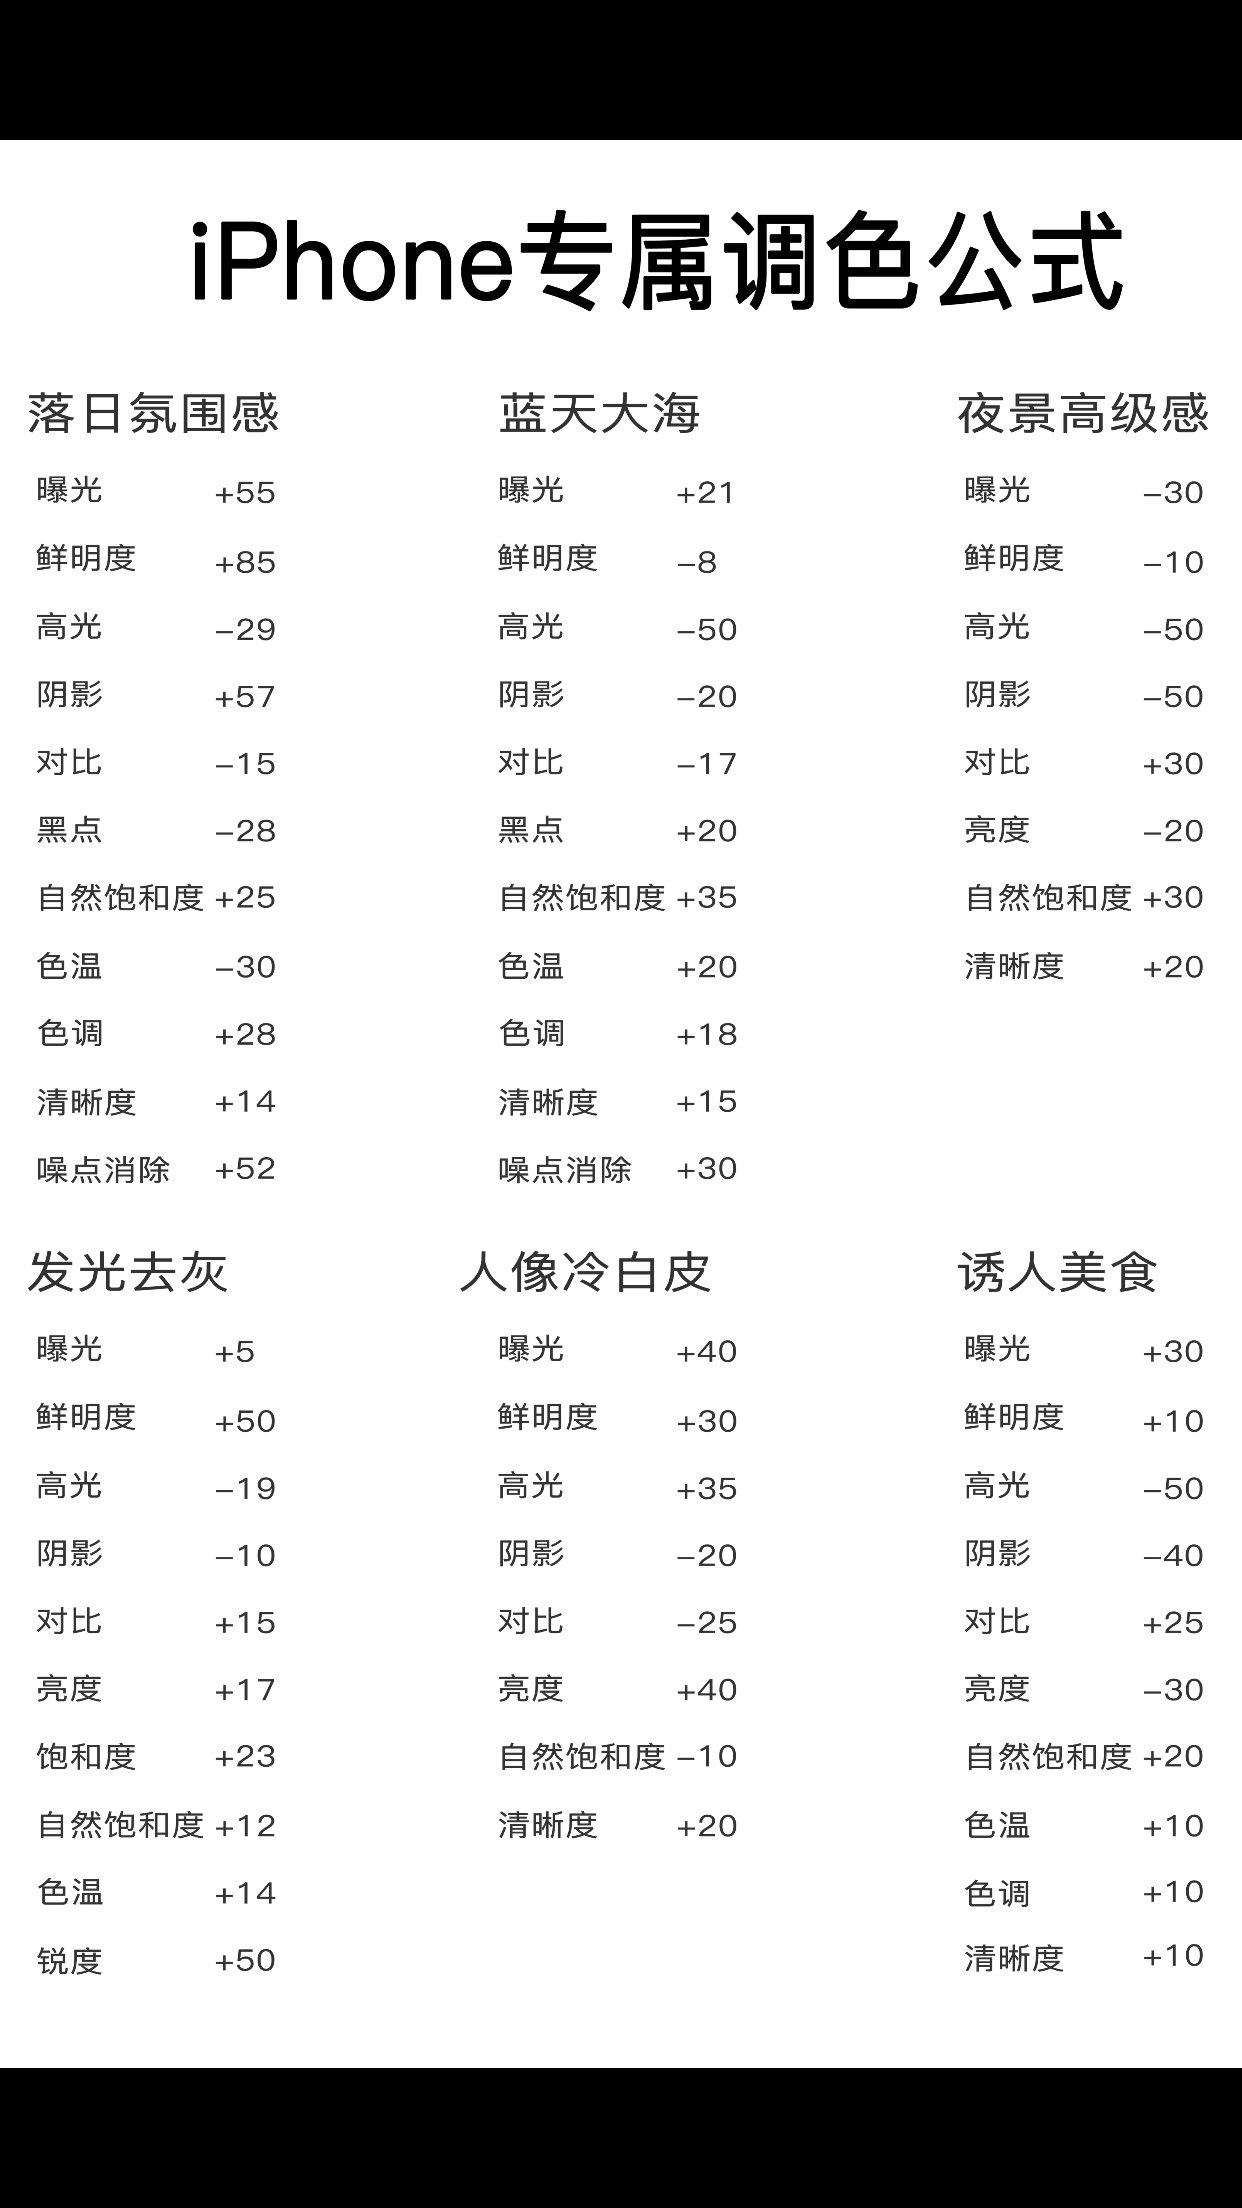 iPhone专属调色公式
落日氛围感
曝光 +55
鲜明度 +85
高光 -29
阴影 +57
对比 -15
黑点 -28
自然饱和度 +25
色温 -30
色调 +28
清晰度 +14
噪点消除 +52
蓝天大海
曝光 +21
鲜明度 -8
高光 -50
阴影 -20
对比 -17
黑点 +20
自然饱和度 +35
色温 +20
色调 +18
清晰度 +15
噪点消除 +30
夜景高级感
曝光 -30
鲜明度 -10
高光 -50
阴影 -50
对比 +30
亮度 -20
自然饱和度 +30
清晰度 +20
发光去灰
曝光 +5
鲜明度 +50
高光 -19
阴影 -10
对比 +15
亮度 +17
饱和度 +23
自然饱和度 +12
色温 +14
锐度 +50
人像冷白皮
曝光 +40
鲜明度 +30
高光 +35
阴影 -20
对比 -25
亮度 +40
自然饱和度 -10
清晰度 +20
诱人美食
曝光 +30
鲜明度 +10
高光 -50
阴影 -40
对比 +25
亮度 -30
自然饱和度 +20
色温 +10
色调 +10
清晰度 +10